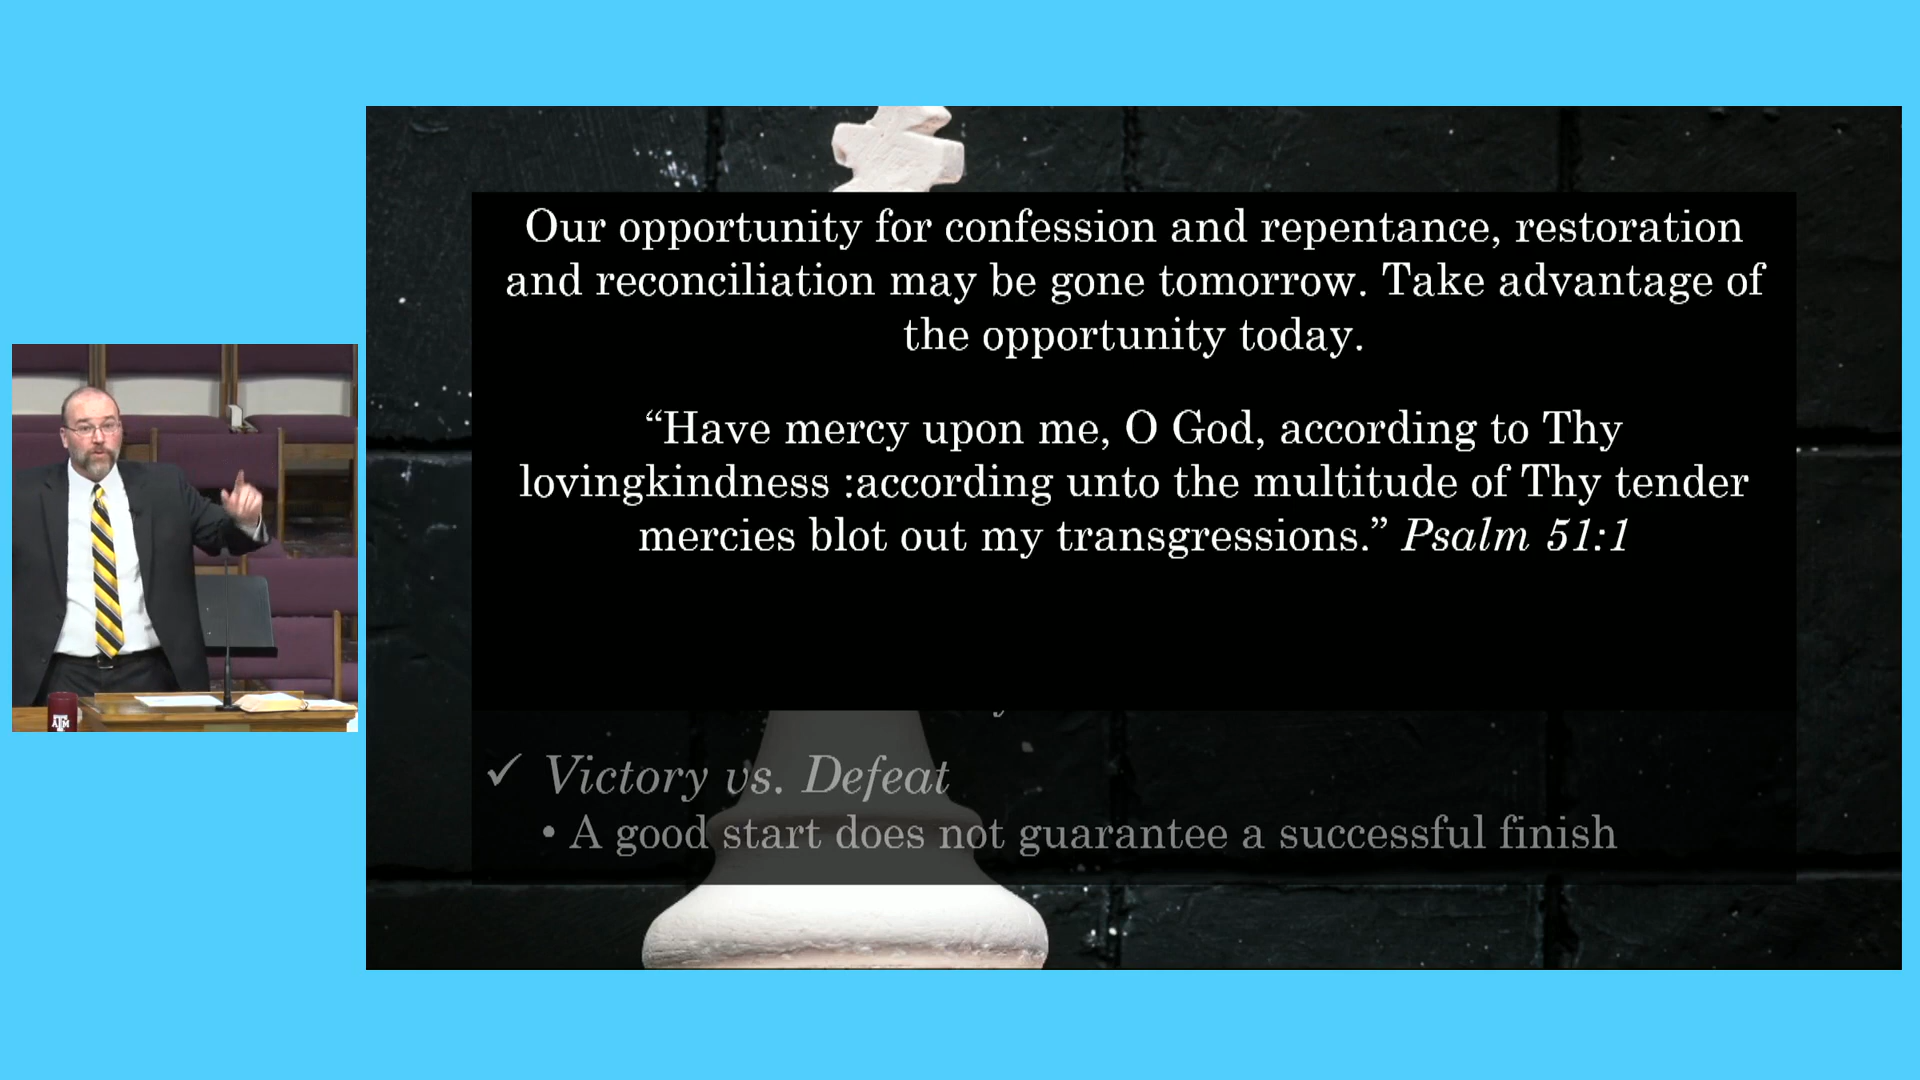 Our opportunity for confession and repentance, restoration
and reconciliation may be gone tomorrow. Take advantage of
the opportunity today.
“Have mercy upon me, O God, according to Thy
lovingkindness :according unto the multitude of Thy tender
mercies blot out my transgressions.” Psalm 51:1
✓ Victory vs. Defeat
• A good start does not guarantee a successful finish
ATM